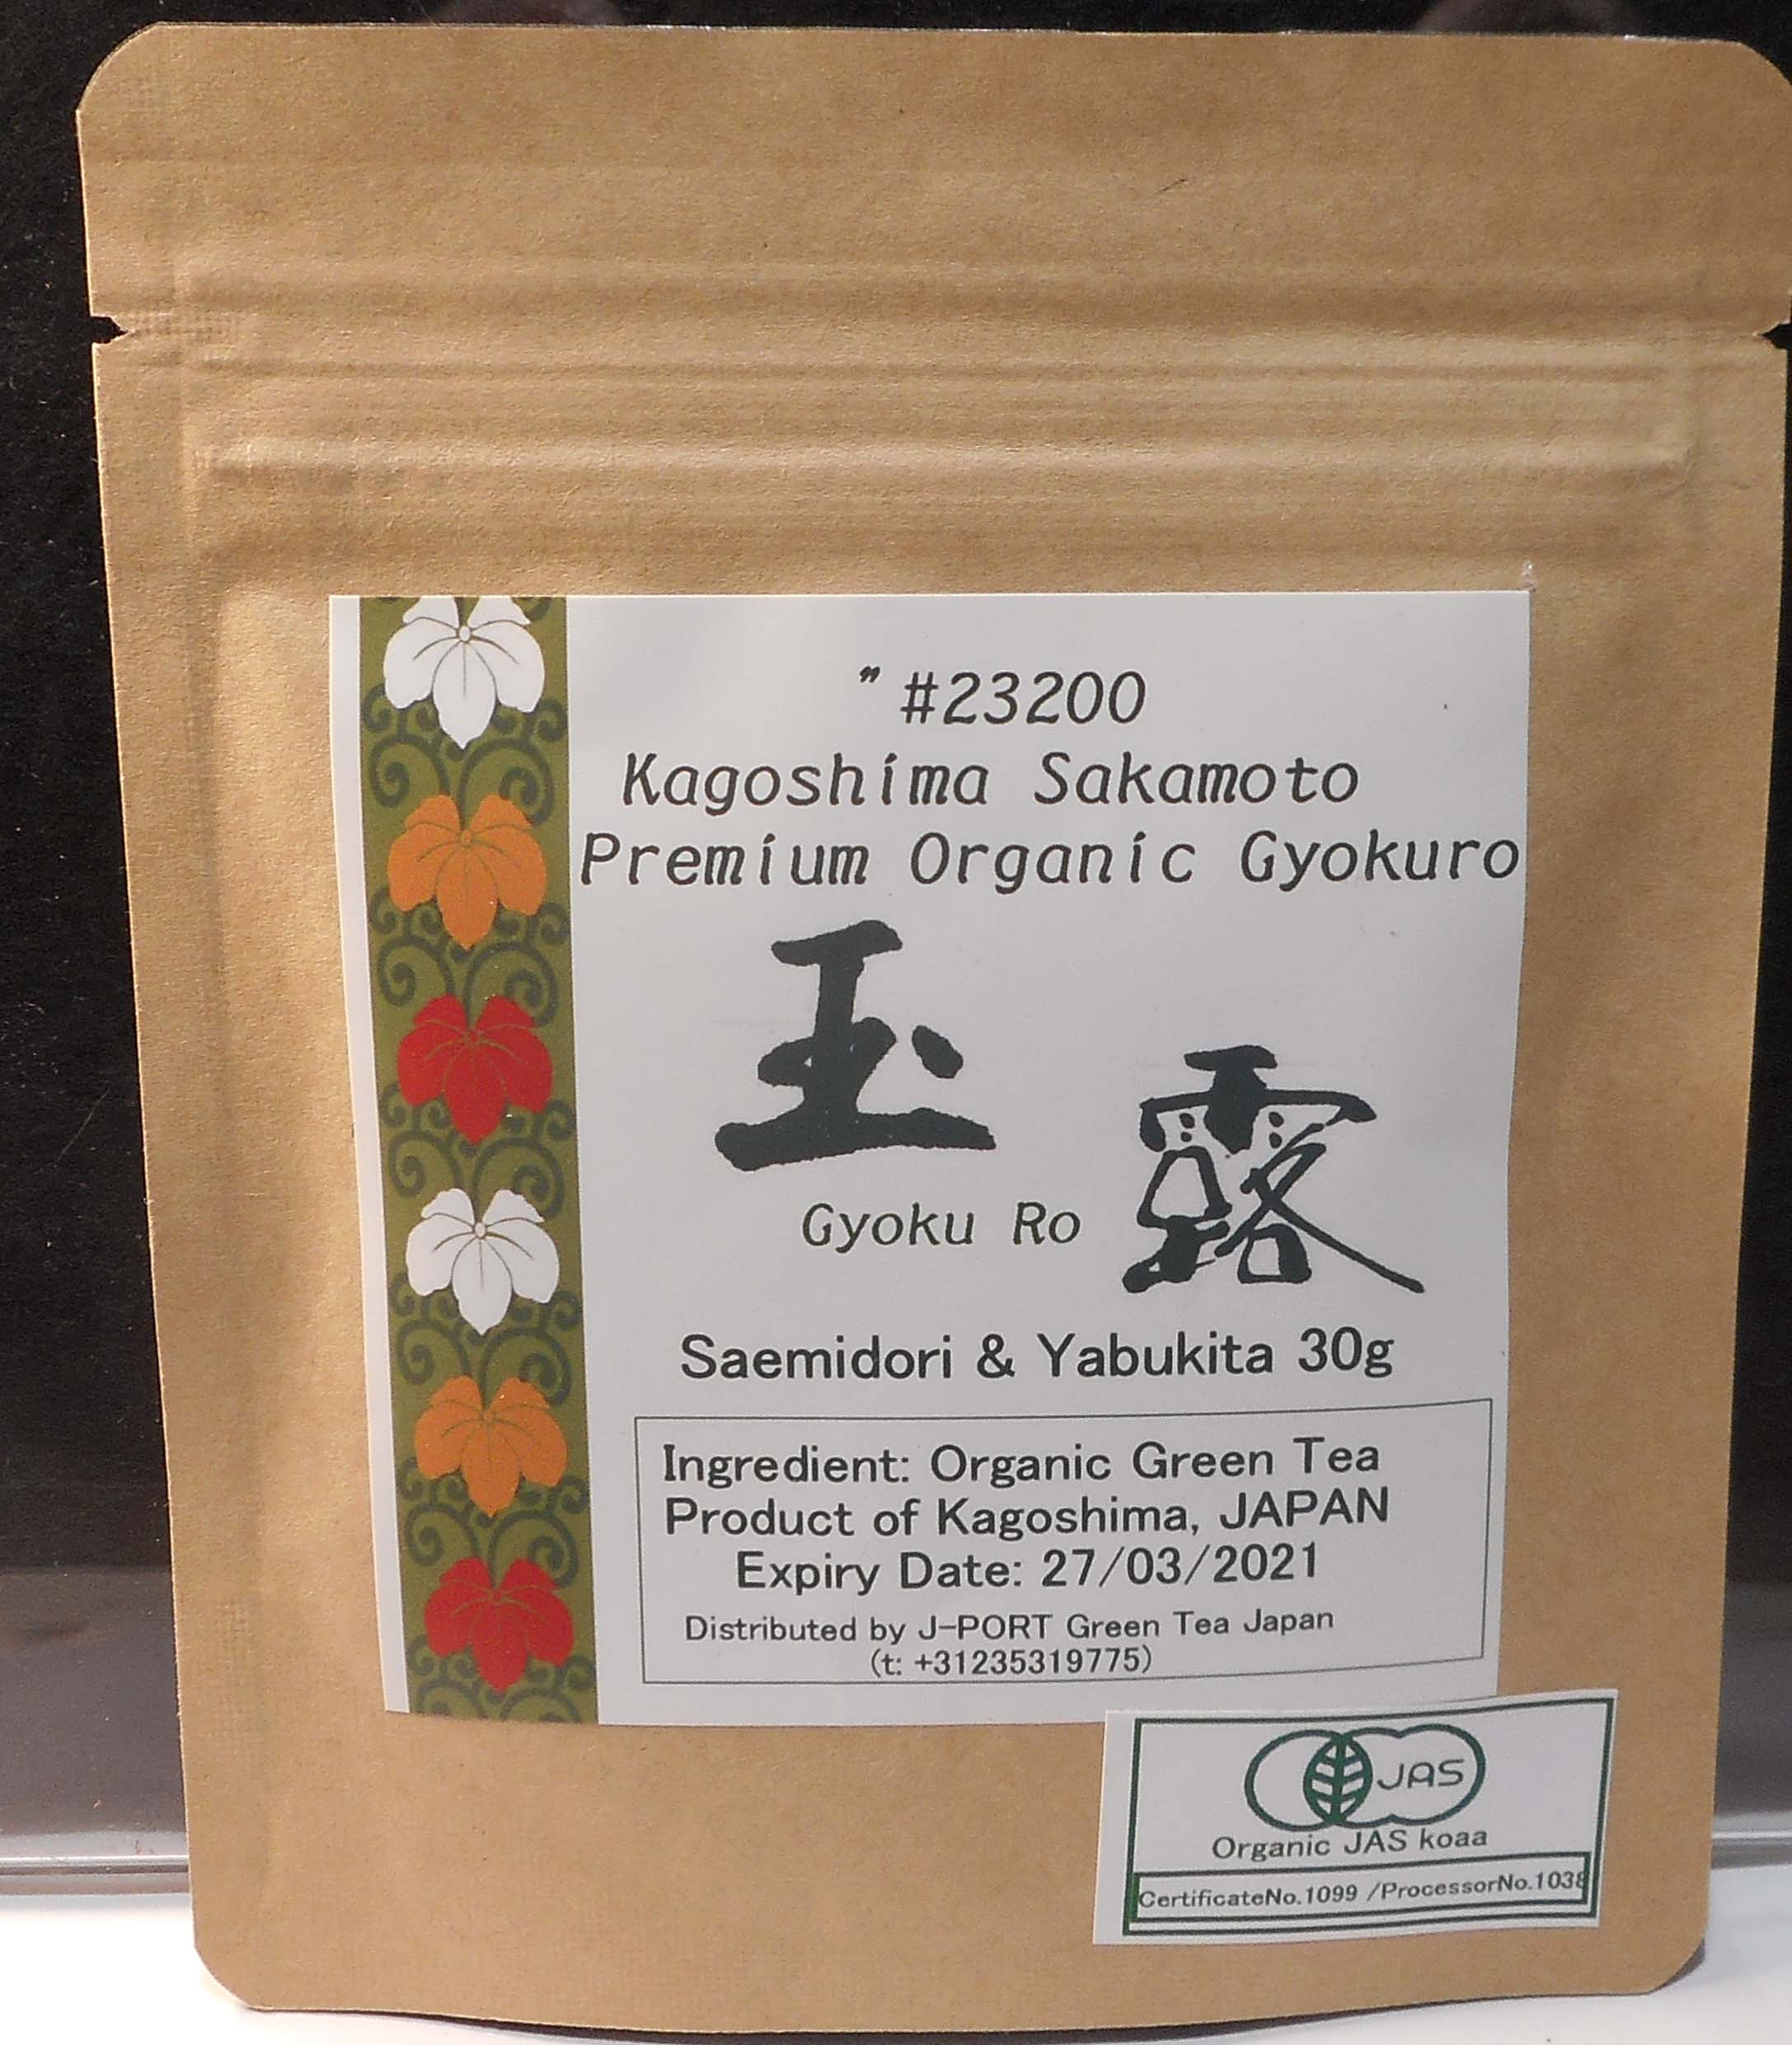 " #23200
Kagoshima Sakamoto
Premium Organic Gyokuro
玉露
Gyoku Ro
Saemidori & Yabukita 30g
Ingredient: Organic Green Tea
Product of Kagoshima, JAPAN
Expiry Date: 27/03/2021
Distributed by J-PORT Green Tea Japan
(t: +31235319775)
JAS
Organic JAS koaa
CertificateNo.1099 /ProcessorNo.1038